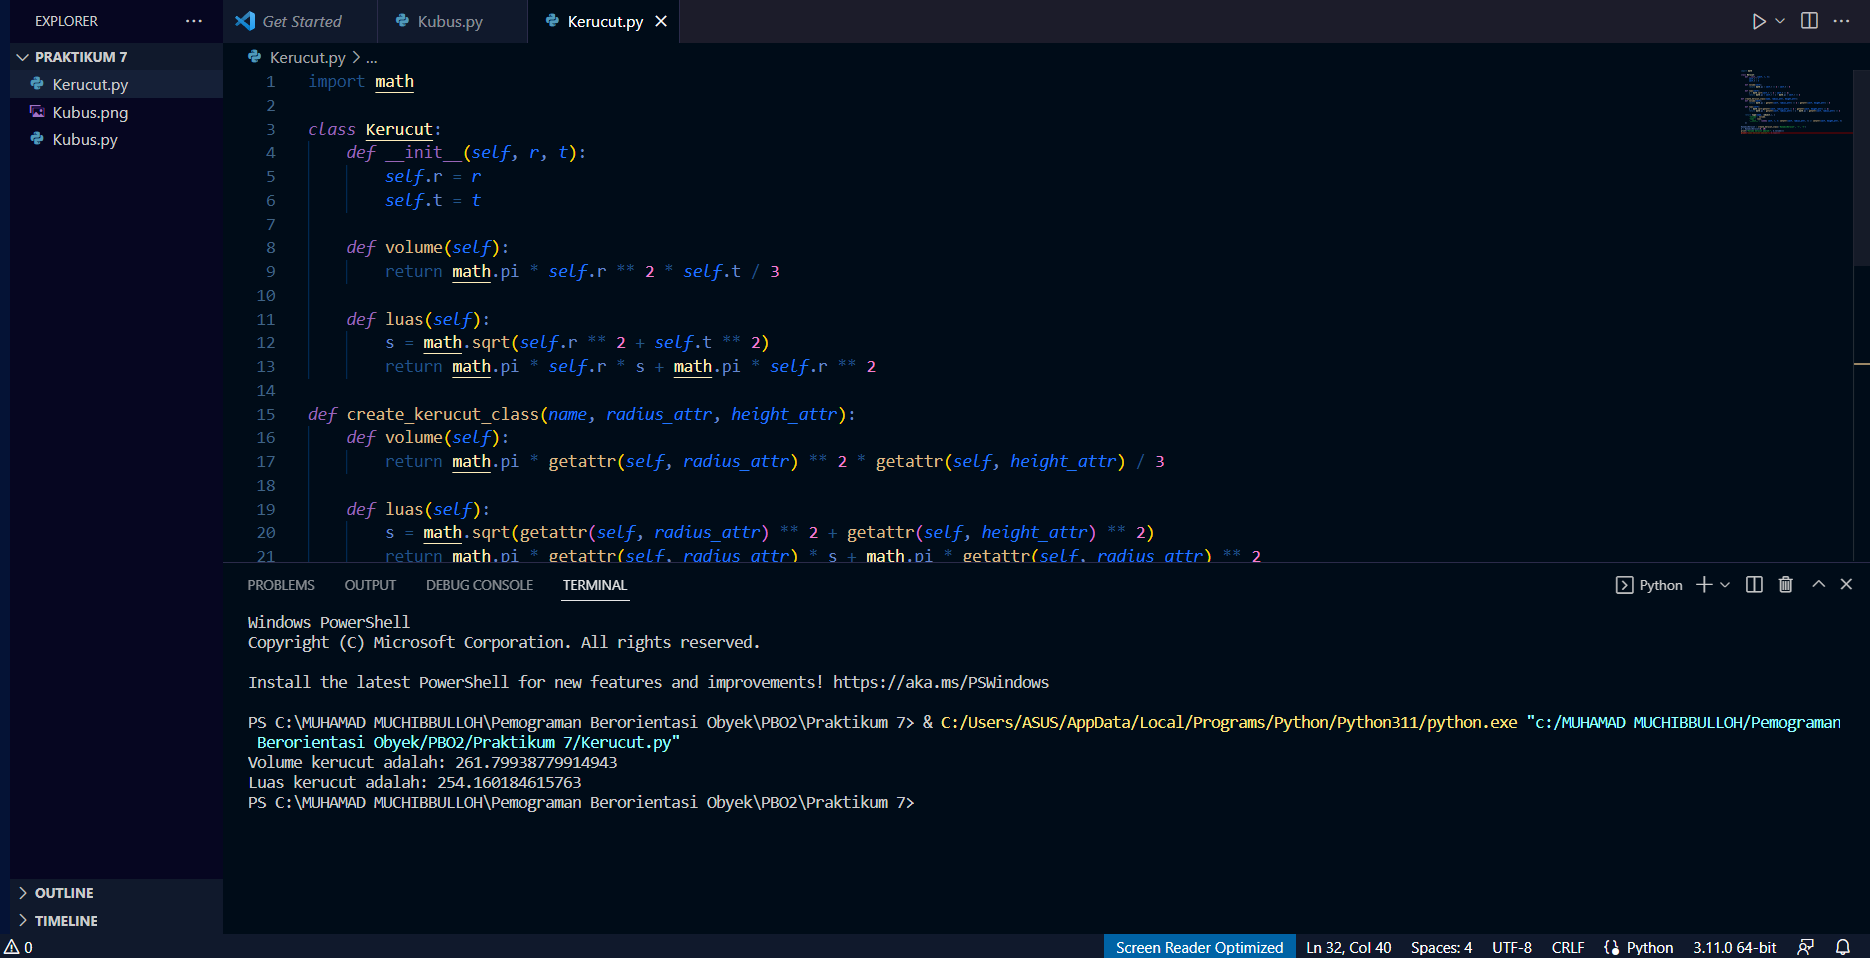 EXPLORER ···
PRAKTIKUM 7
Kerucut.py
Kubus.png
Kubus.py
OUTLINE
TIMELINE
Get Started Kubus.py Kerucut.py
Kerucut.py > ...
1 import math
2
3 class Kerucut:
4 def __init__(self, r, t):
5 self.r = r
6 self.t = t
7
8 def volume(self):
9 return math.pi * self.r ** 2 * self.t / 3
10
11 def luas(self):
12 s = math.sqrt(self.r ** 2 + self.t ** 2)
13 return math.pi * self.r * s + math.pi * self.r ** 2
14
15 def create_kerucut_class(name, radius_attr, height_attr):
16 def volume(self):
17 return math.pi * getattr(self, radius_attr) ** 2 * getattr(self, height_attr) / 3
18
19 def luas(self):
20 s = math.sqrt(getattr(self, radius_attr) ** 2 + getattr(self, height_attr) ** 2)
21 return math.pi * getattr(self, radius_attr) * s + math.pi * getattr(self, radius_attr) ** 2
PROBLEMS OUTPUT DEBUG CONSOLE TERMINAL Python
Windows PowerShell
Copyright (C) Microsoft Corporation. All rights reserved.
Install the latest PowerShell for new features and improvements! https://aka.ms/PSWindows
PS C:\MUHAMAD MUCHIBBULLOH\Pemograman Berorientasi Obyek\PBO2\Praktikum 7> & C:/Users/ASUS/AppData/Local/Programs/Python/Python311/python.exe "c:/MUHAMAD MUCHIBBULLOH/Pemograman
Berorientasi Obyek/PBO2/Praktikum 7/Kerucut.py"
Volume kerucut adalah: 261.79938779914943
Luas kerucut adalah: 254.160184615763
PS C:\MUHAMAD MUCHIBBULLOH\Pemograman Berorientasi Obyek\PBO2\Praktikum 7>
0 Screen Reader Optimized Ln 32, Col 40 Spaces: 4 UTF-8 CRLF Python 3.11.0 64-bit